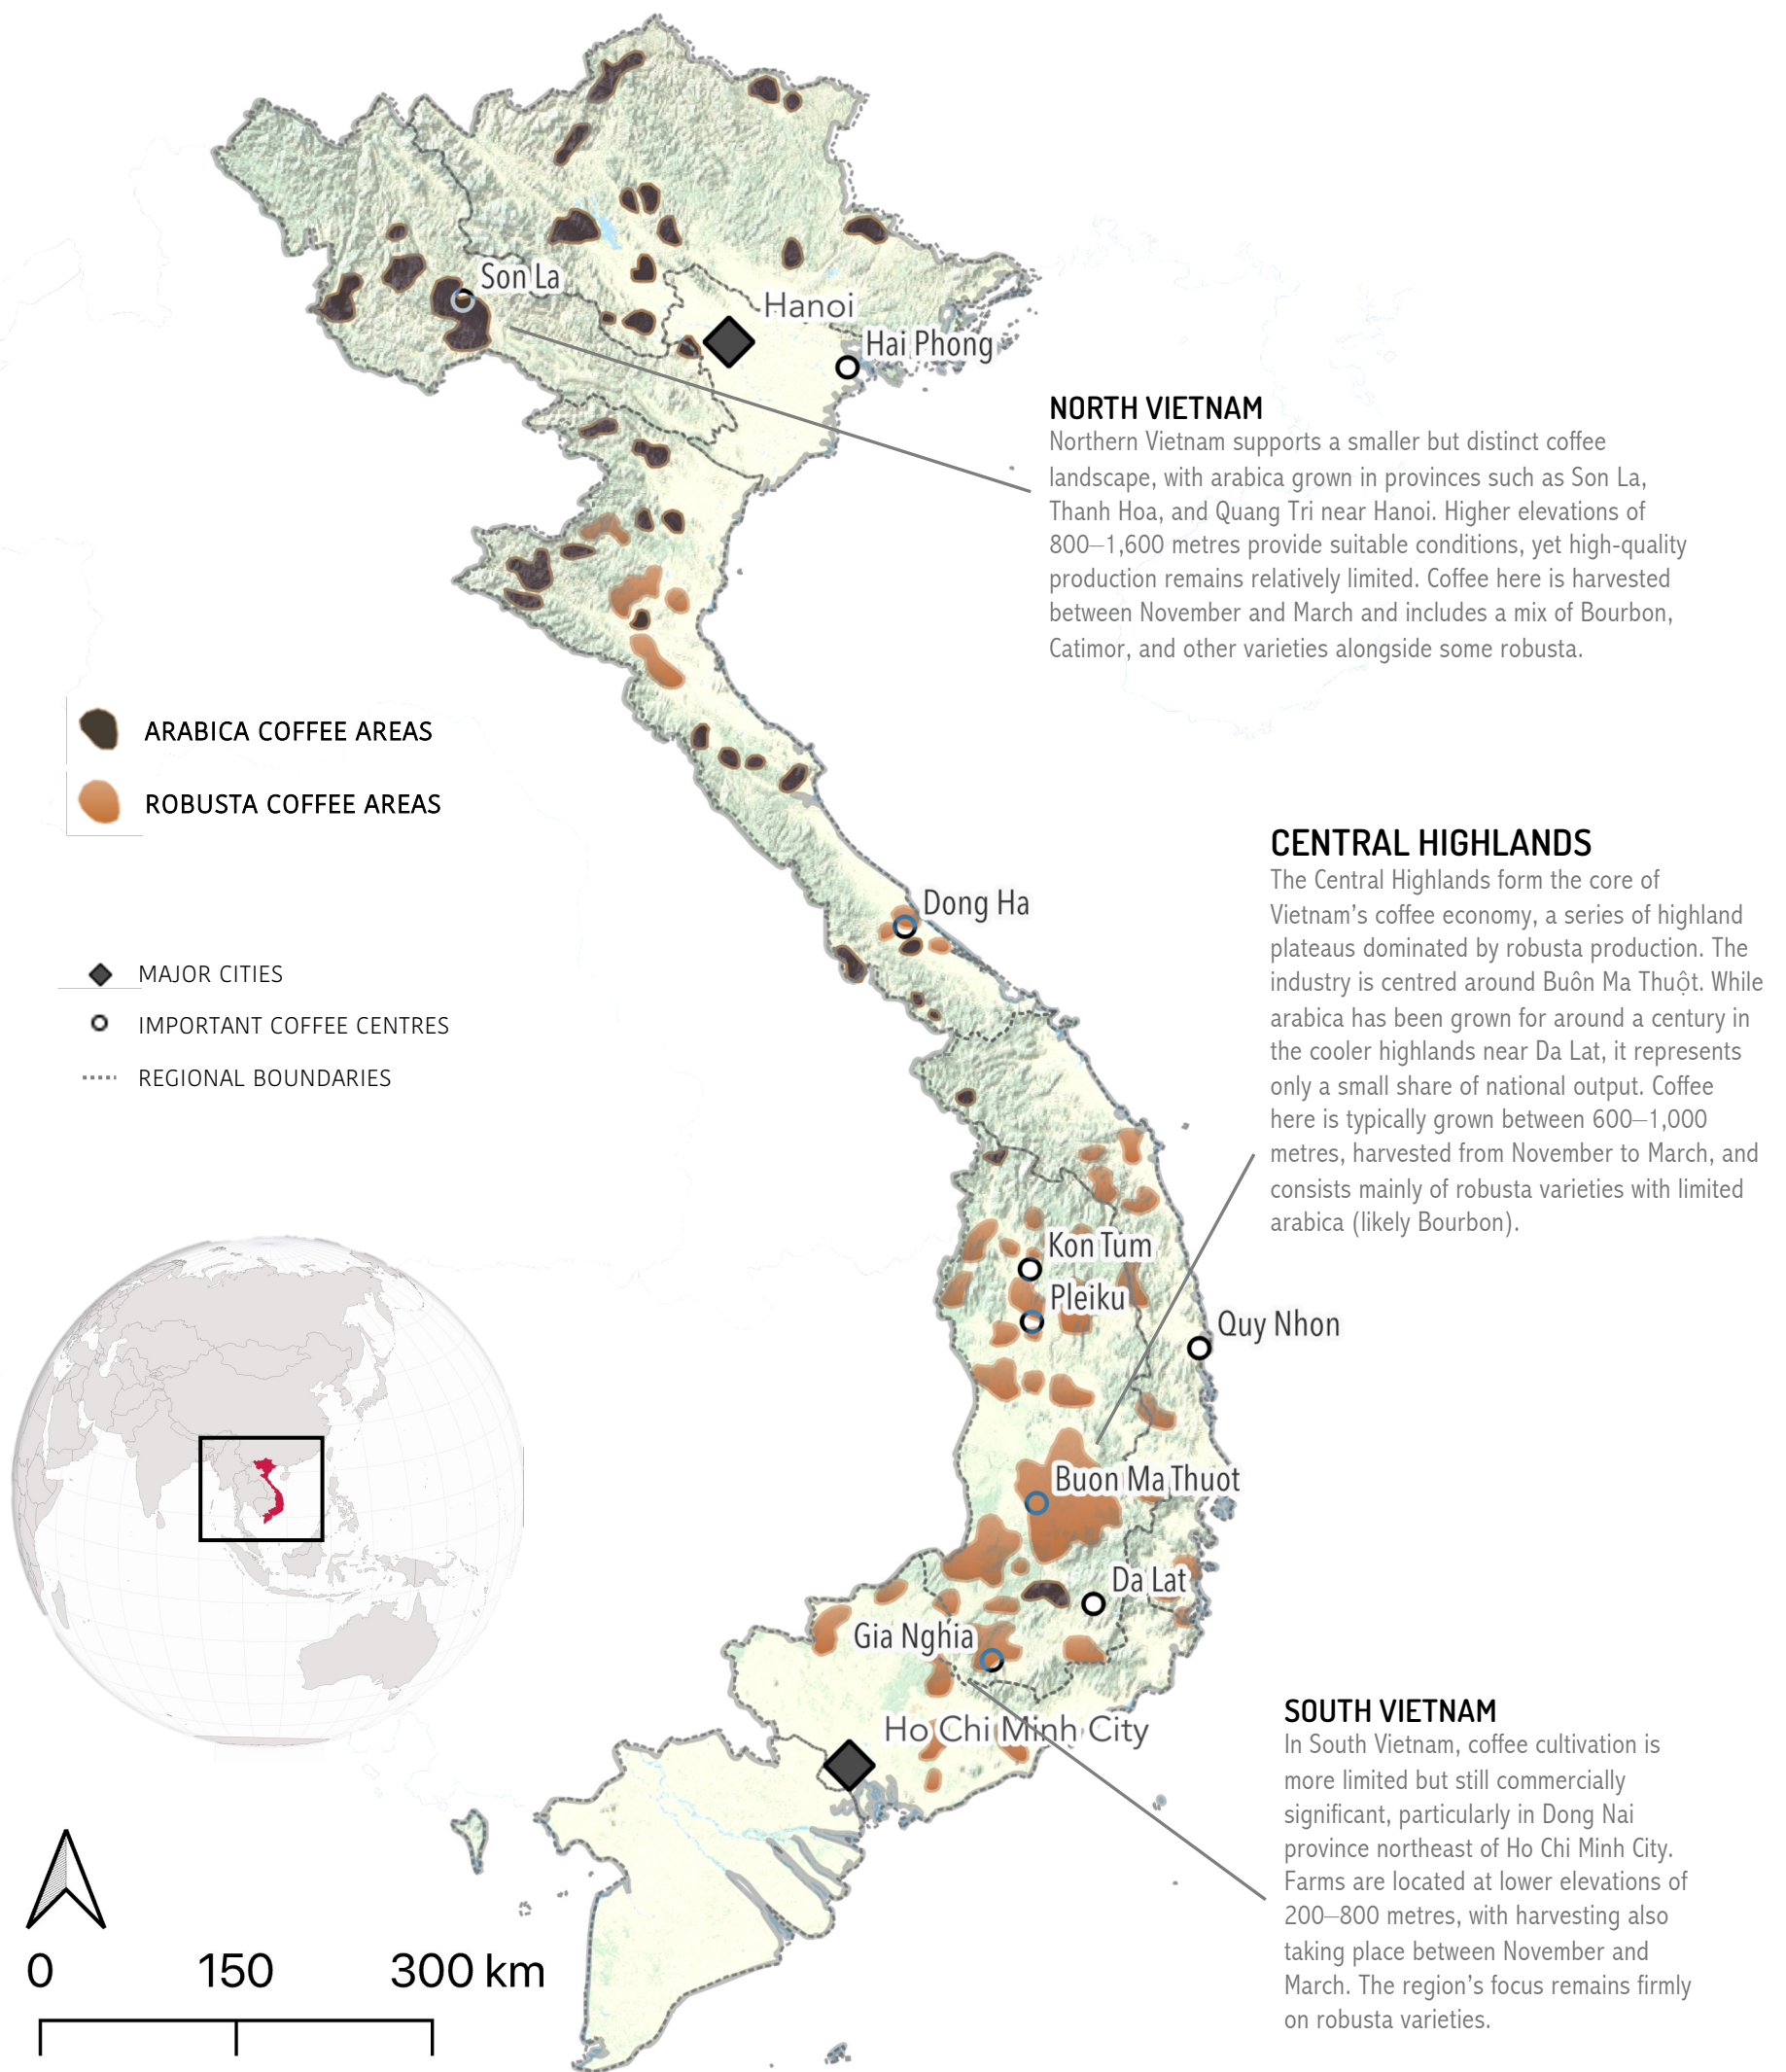 Son La
Hanoi
Hai Phong
NORTH VIETNAM
Northern Vietnam supports a smaller but distinct coffee
landscape, with arabica grown in provinces such as Son La,
Thanh Hoa, and Quang Tri near Hanoi. Higher elevations of
800–1,600 metres provide suitable conditions, yet high-quality
production remains relatively limited. Coffee here is harvested
between November and March and includes a mix of Bourbon,
Catimor, and other varieties alongside some robusta.
ARABICA COFFEE AREAS
ROBUSTA COFFEE AREAS
MAJOR CITIES
IMPORTANT COFFEE CENTRES
REGIONAL BOUNDARIES
Dong Ha
CENTRAL HIGHLANDS
The Central Highlands form the core of
Vietnam’s coffee economy, a series of highland
plateaus dominated by robusta production. The
industry is centred around Buôn Ma Thuột. While
arabica has been grown for around a century in
the cooler highlands near Da Lat, it represents
only a small share of national output. Coffee
here is typically grown between 600–1,000
metres, harvested from November to March, and
consists mainly of robusta varieties with limited
arabica (likely Bourbon).
Kon Tum
Pleiku
Quy Nhon
Buon Ma Thuot
Da Lat
Gia Nghia
Ho Chi Minh City
SOUTH VIETNAM
In South Vietnam, coffee cultivation is
more limited but still commercially
significant, particularly in Dong Nai
province northeast of Ho Chi Minh City.
Farms are located at lower elevations of
200–800 metres, with harvesting also
taking place between November and
March. The region’s focus remains firmly
on robusta varieties.
0 150 300 km